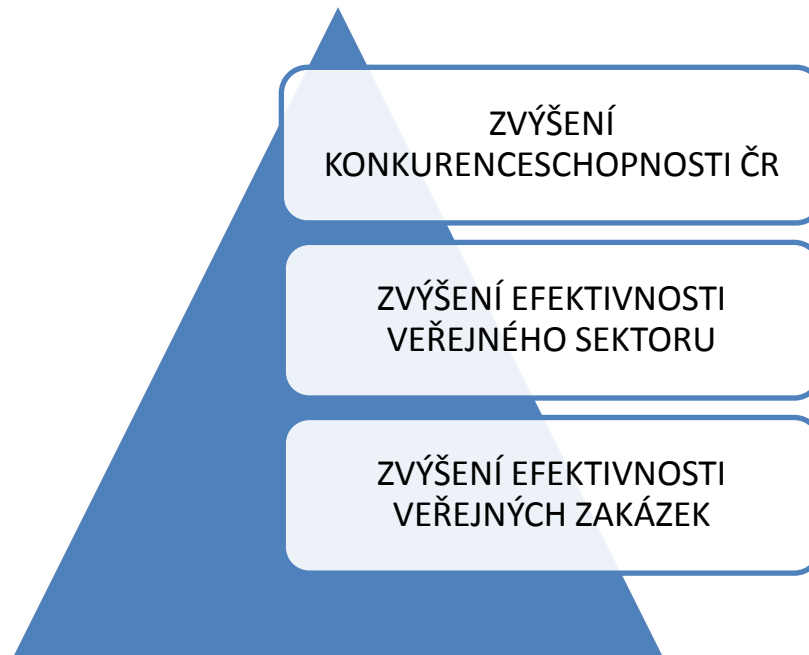 ZVÝŠENÍ
KONKURENCESCHOPNOSTI ČR
ZVÝŠENÍ EFEKTIVNOSTI
VEŘEJNÉHO SEKTORU
ZVÝŠENÍ EFEKTIVNOSTI
VEŘEJNÝCH ZAKÁZEK